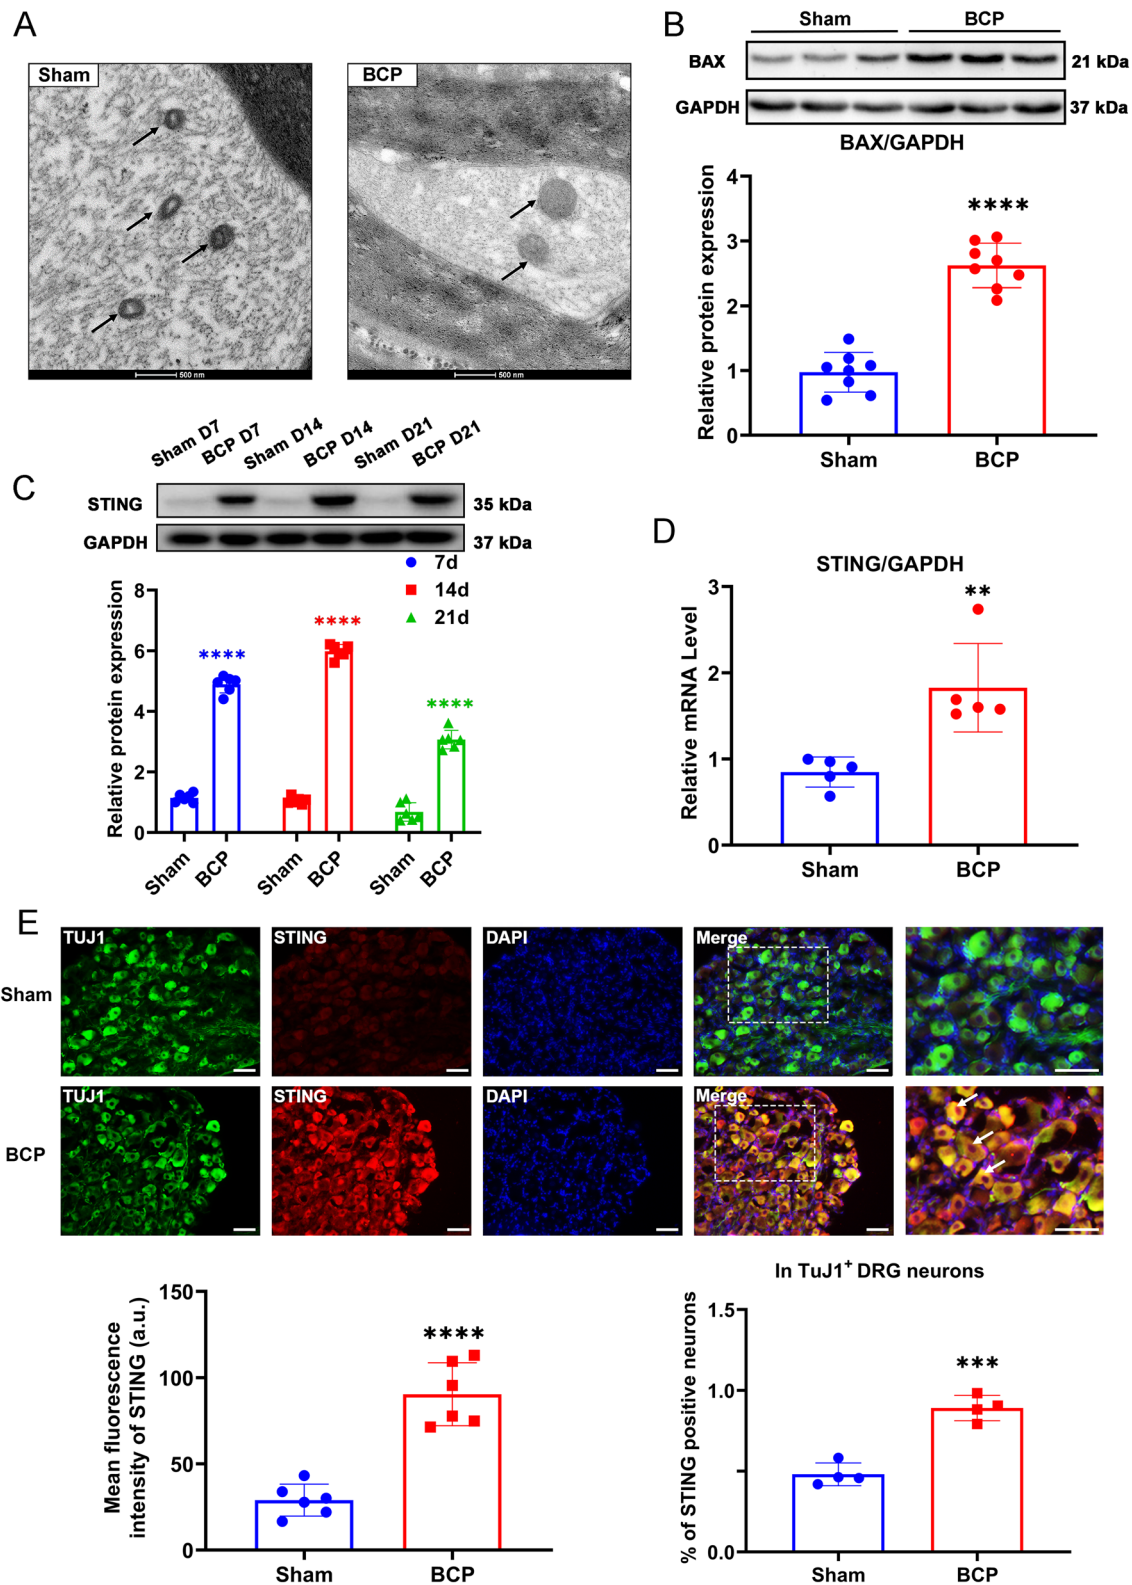 A
Sham
500 nm
BCP
500 nm
B
Sham BCP
BAX 21 kDa
GAPDH 37 kDa
BAX/GAPDH
Relative protein expression
4
3
2
1
0
****
Sham BCP
C
Sham D7 BCP D7 Sham D14 BCP D14 Sham D21 BCP D21
STING 35 kDa
GAPDH 37 kDa
7d
14d
21d
Relative protein expression
8
6
4
2
0
**** **** ****
Sham BCP Sham BCP Sham BCP
D
STING/GAPDH
Relative mRNA Level
3
2
1
0
**
Sham BCP
E
TUJ1 STING DAPI Merge
Sham
TUJ1 STING DAPI Merge
BCP
Mean fluorescence
intensity of STING (a.u.)
150
100
50
0
****
Sham BCP
In TuJ1⁺ DRG neurons
% of STING positive neurons
1.5
1.0
0.0
***
Sham BCP